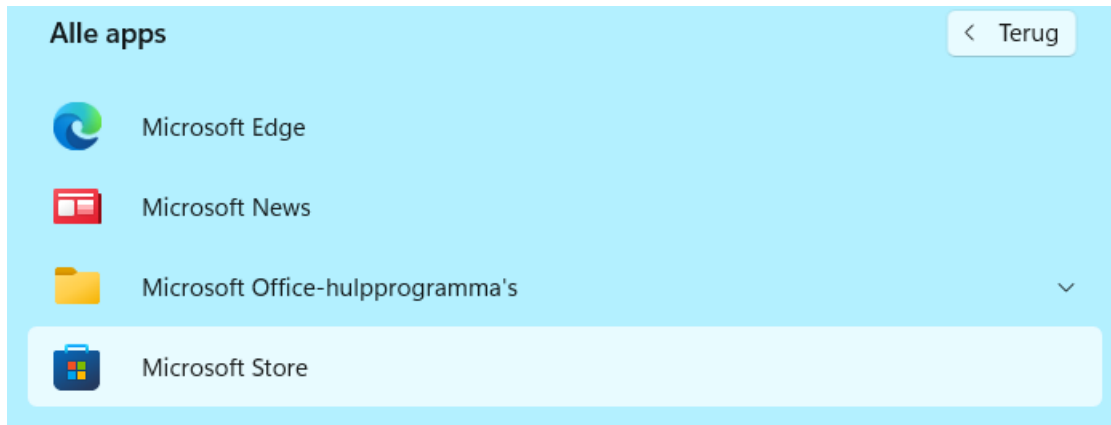 Alle apps
Terug
Microsoft Edge
Microsoft News
Microsoft Office-hulpprogramma's
Microsoft Store